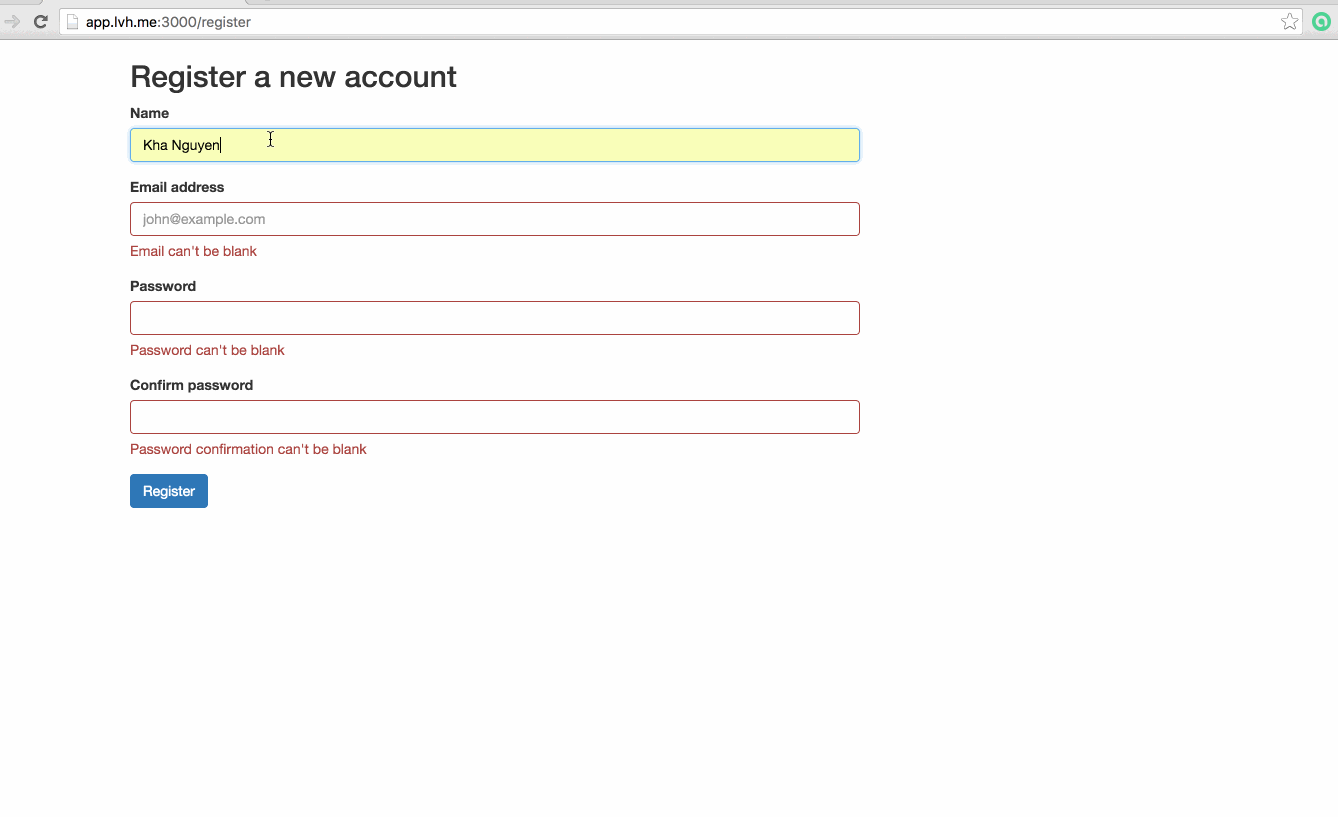 app.lvh.me:3000/register
Register a new account
Name
Kha Nguyen
Email address
john@example.com
Email can't be blank
Password
Password can't be blank
Confirm password
Password confirmation can't be blank
Register